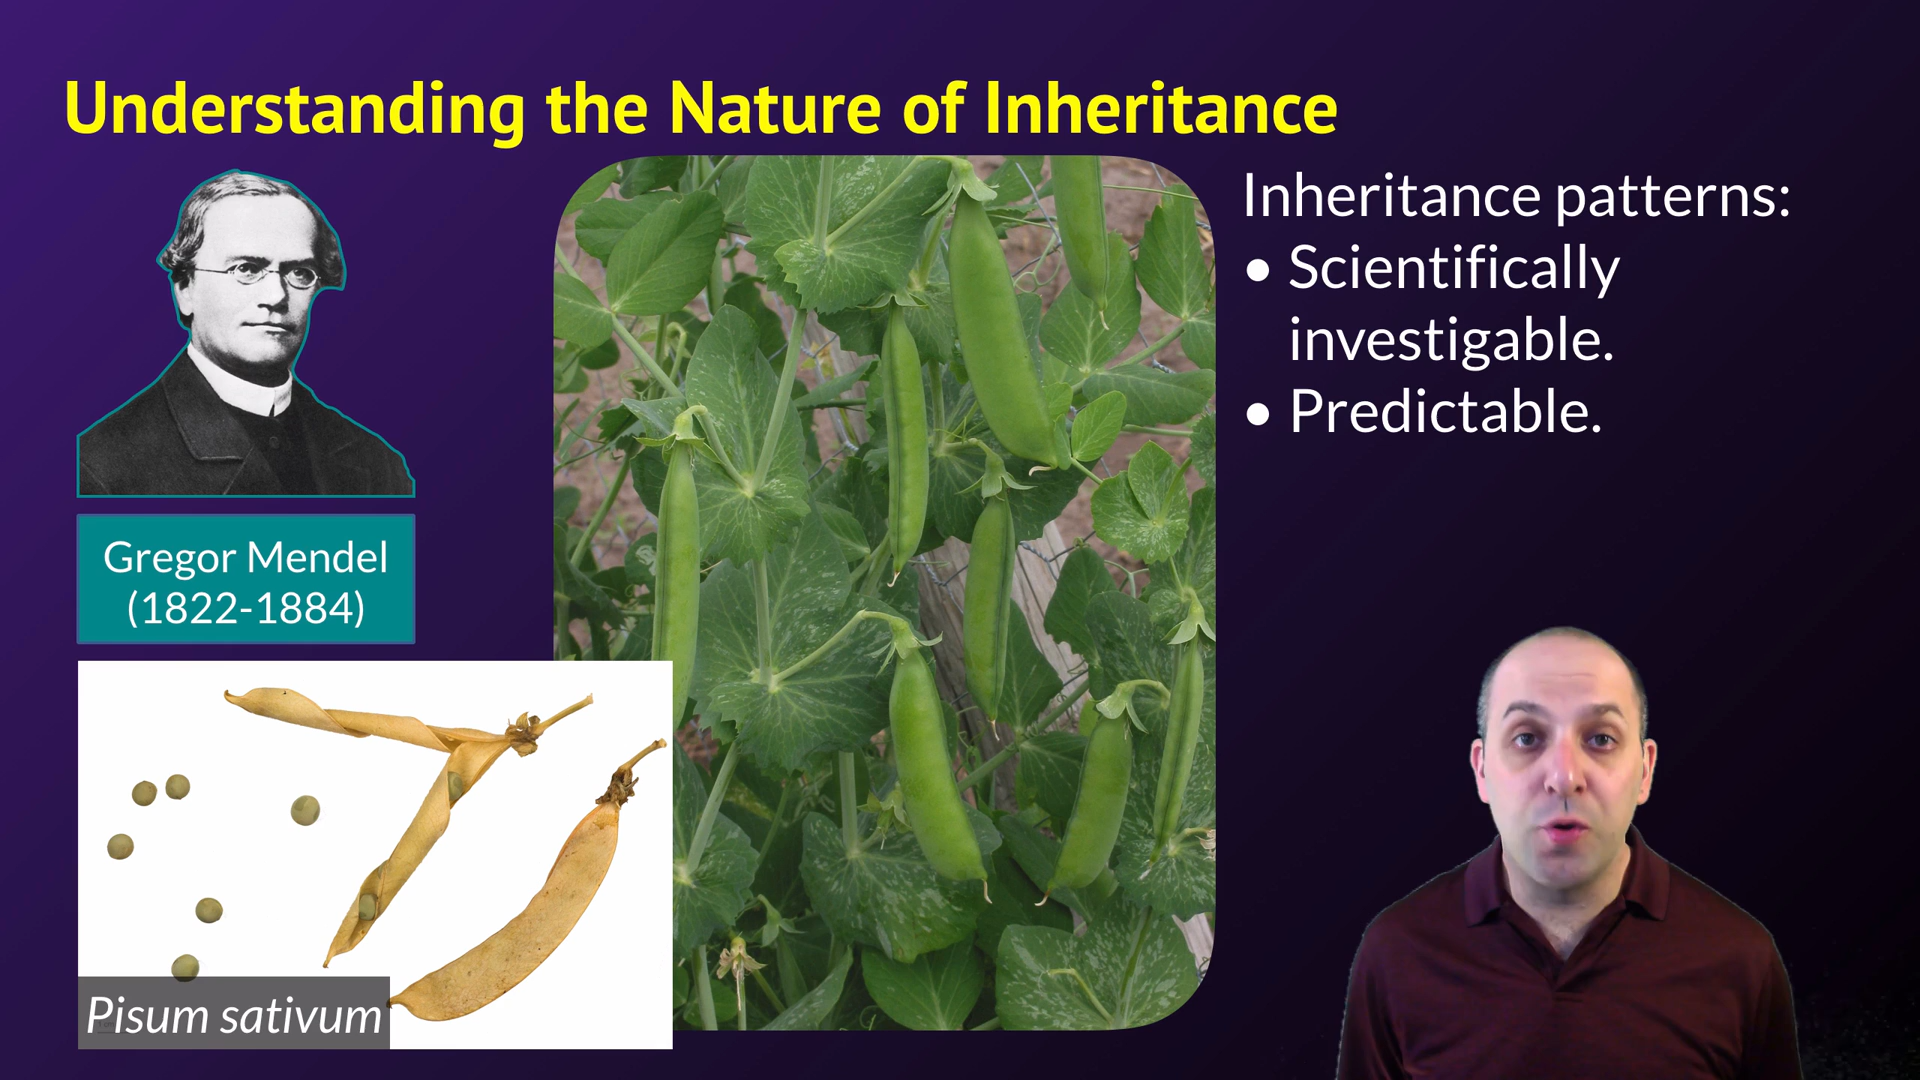 Understanding the Nature of Inheritance
Gregor Mendel
(1822-1884)
Pisum sativum
Inheritance patterns:
• Scientifically
investigable.
• Predictable.